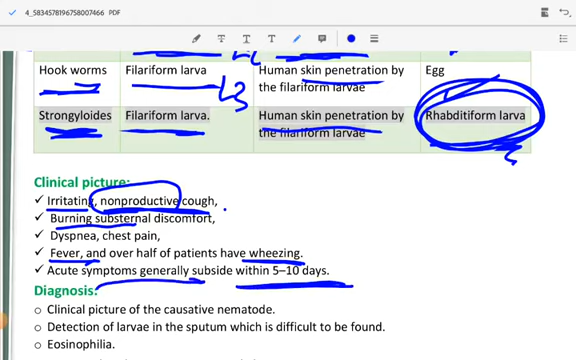 4_5834578158007466
Hook worms Filariform larva Human skin penetration by Egg
the filariform larvae
L3
Strongyloides Filariform larva. Human skin penetration by Rhabditiform larva
the filariform larvae
Clinical picture:
✓ Irritating, nonproductive cough,
✓ Burning substernal discomfort,
✓ Dyspnea, chest pain,
✓ Fever, and over half of patients have wheezing.
✓ Acute symptoms generally subside within 5–10 days.
Diagnosis:
o Clinical picture of the causative nematode.
o Detection of larvae in the sputum which is difficult to be found.
o Eosinophilia.